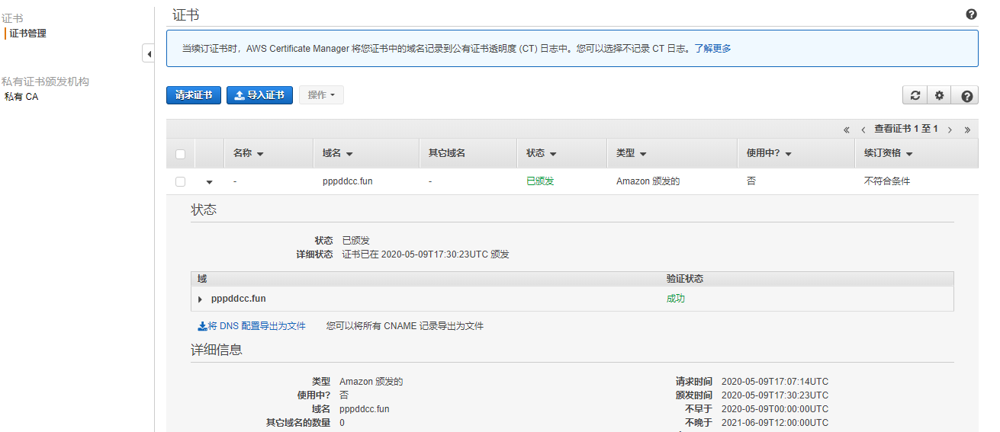 证书
证书管理
私有证书颁发机构
私有 CA
证书
当续订证书时，AWS Certificate Manager 将您证书中的域名记录到公有证书透明度 (CT) 日志中。您可以选择不记录 CT 日志。了解更多
请求证书 导入证书 操作
« ‹ 查看证书 1 至 1 › »
名称 域名 其它域名 状态 类型 使用中? 续订资格
- pppddcc.fun - 已颁发 Amazon 颁发的 否 不符合条件
状态
状态 已颁发
详细状态 证书已在 2020-05-09T17:30:23UTC 颁发
域 验证状态
pppddcc.fun 成功
将 DNS 配置导出为文件 您可以将所有 CNAME 记录导出为文件
详细信息
类型 Amazon 颁发的 请求时间 2020-05-09T17:07:14UTC
使用中? 否 颁发时间 2020-05-09T17:30:23UTC
域名 pppddcc.fun 不早于 2020-05-09T00:00:00UTC
其它域名的数量 0 不晚于 2021-06-09T12:00:00UTC